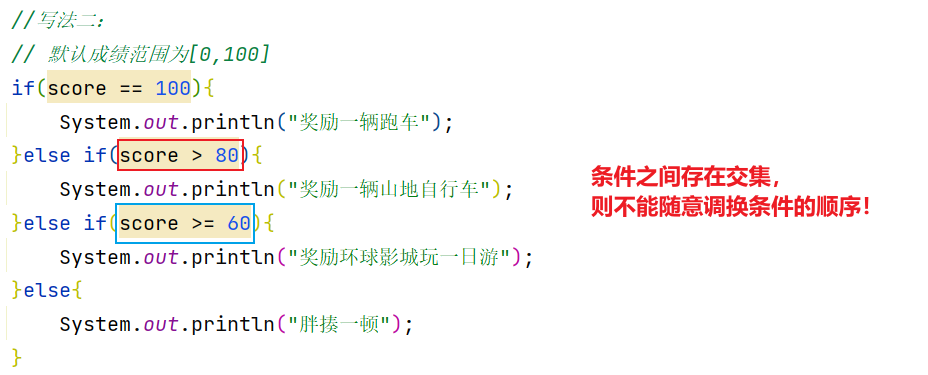 //写法二：
// 默认成绩范围为[0,100]
if(score == 100){
    System.out.println("奖励一辆跑车");
}else if(score > 80){
    System.out.println("奖励一辆山地自行车");
}else if(score >= 60){
    System.out.println("奖励环球影城玩一日游");
}else{
    System.out.println("胖揍一顿");
}
条件之间存在交集，
则不能随意调换条件的顺序！